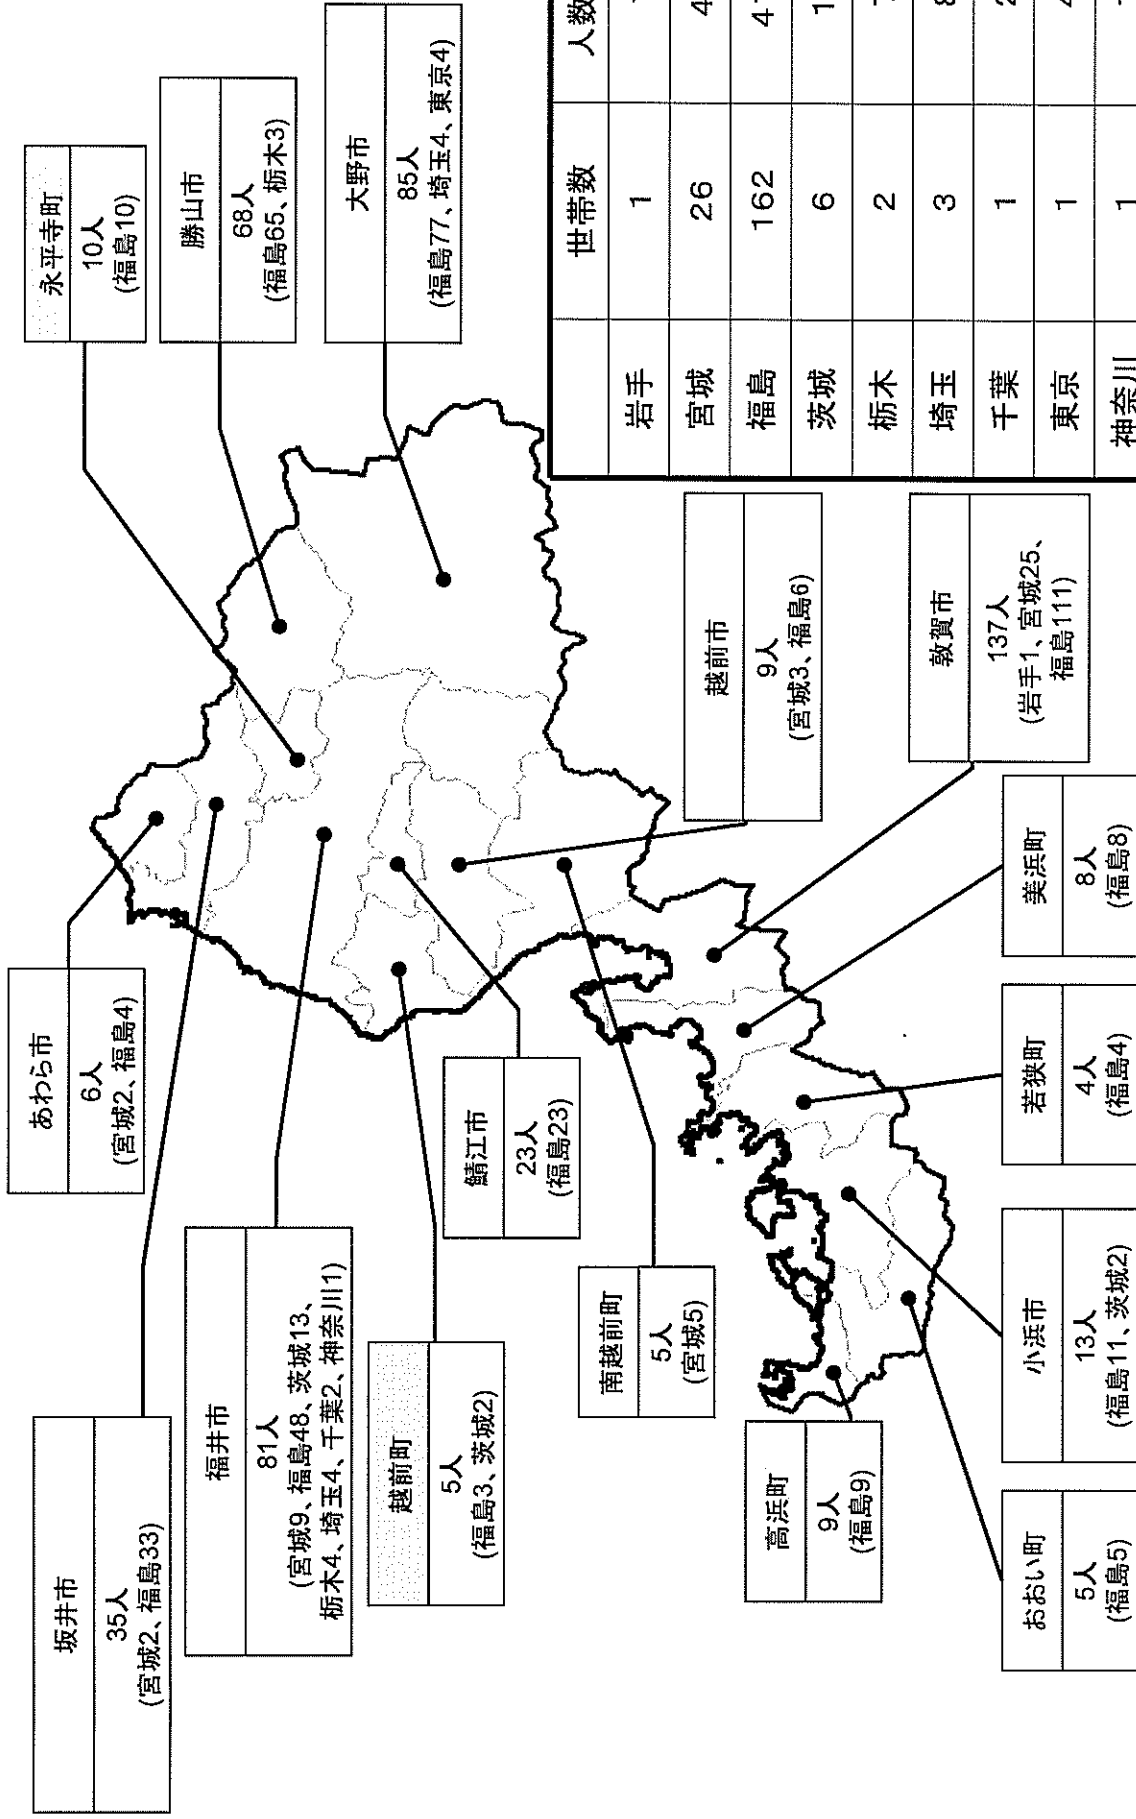 坂井市
35人
(宮城2、福島33)
あわら市
6人
(宮城2、福島4)
永平寺町
10人
(福島10)
勝山市
68人
(福島65、栃木3)
大野市
85人
(福島77、埼玉4、東京4)
福井市
81人
(宮城9、福島48、茨城13、
栃木4、埼玉4、千葉2、神奈川1)
越前町
5人
(福島3、茨城2)
鯖江市
23人
(福島23)
南越前町
5人
(宮城5)
越前市
9人
(宮城3、福島6)
敦賀市
137人
(岩手1、宮城25、
福島111)
高浜町
9人
(福島9)
おおい町
5人
(福島5)
小浜市
13人
(福島11、茨城2)
若狭町
4人
(福島4)
美浜町
8人
(福島8)
世帯数 人数
岩手 1
宮城 26 4
福島 162
茨城 6
栃木 2
埼玉 3
千葉 1
東京 1
神奈川 1